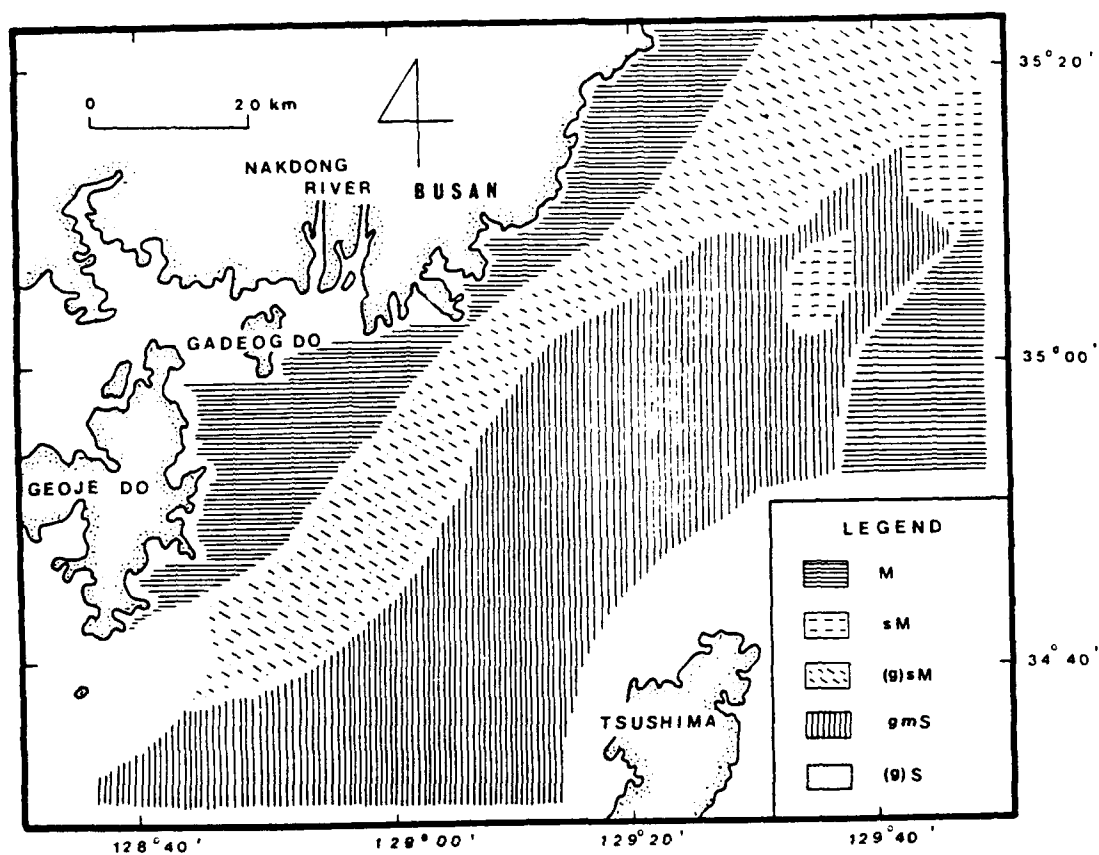 35°20'
0 20 km
NAKDONG
RIVER
BUSAN
GADEOG DO
35°00'
GEOJE DO
LEGEND
M
sM
(g)sM
gmS
(g)S
34°40'
TSUSHIMA
128°40' 129°00' 129°20' 129°40'